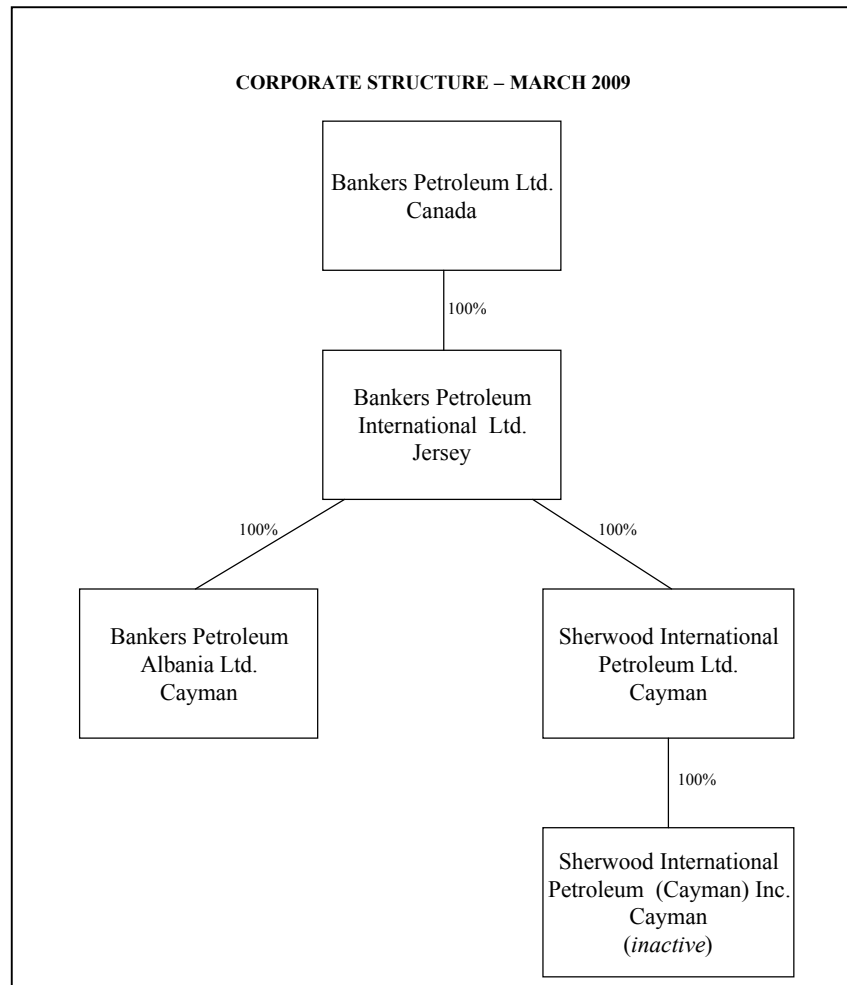 CORPORATE STRUCTURE – MARCH 2009
Bankers Petroleum Ltd.
Canada
100%
Bankers Petroleum
International Ltd.
Jersey
100%
100%
Bankers Petroleum
Albania Ltd.
Cayman
Sherwood International
Petroleum Ltd.
Cayman
100%
Sherwood International
Petroleum (Cayman) Inc.
Cayman
(inactive)